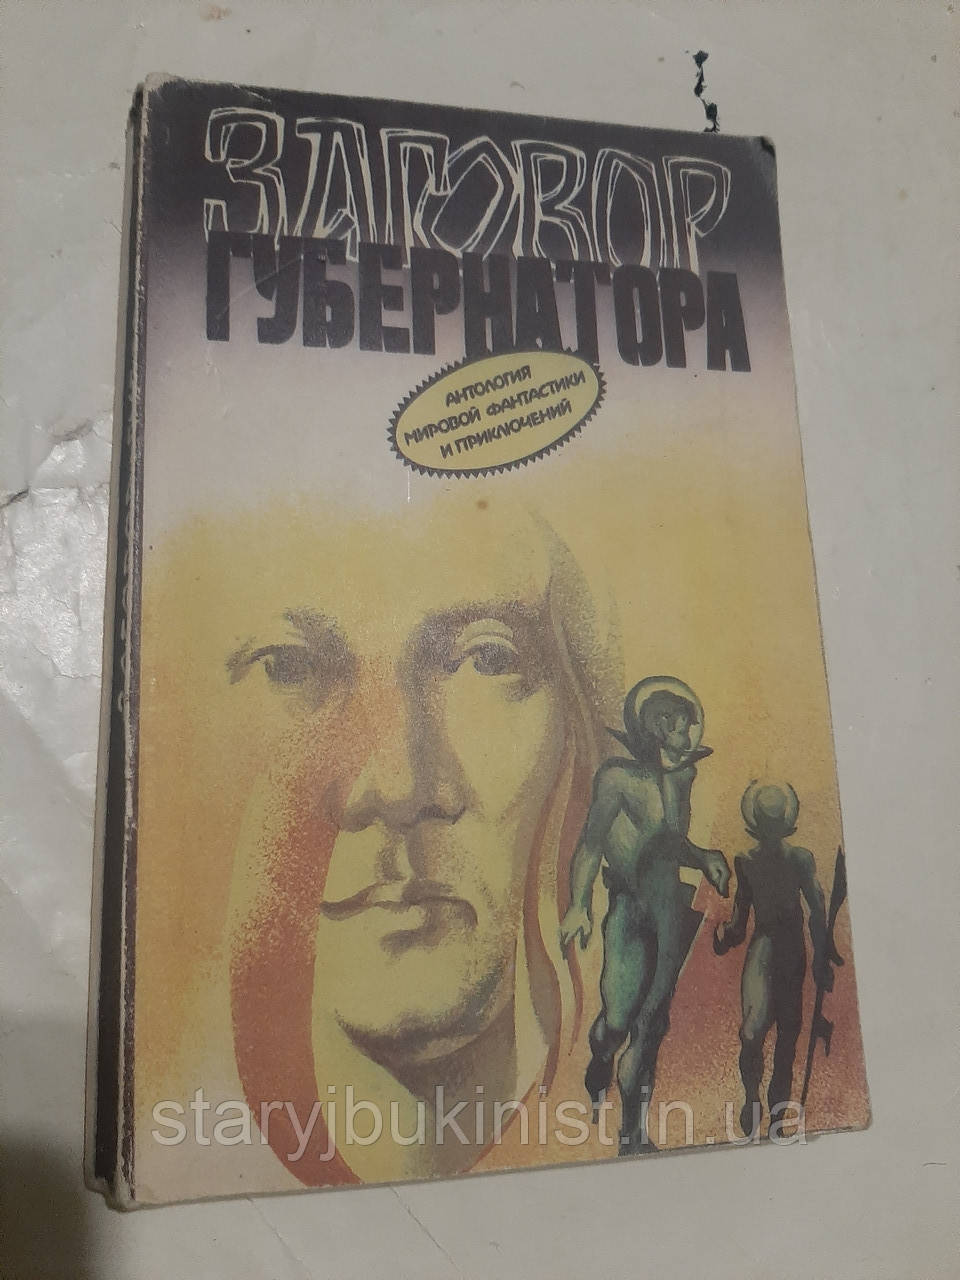 ЗАГОВОР
ГУБЕРНАТОРА
АНТОЛОГИЯ
МИРОВОЙ ФАНТАСТИКИ
И ПРИКЛЮЧЕНИЙ
staryjbukinist.in.ua